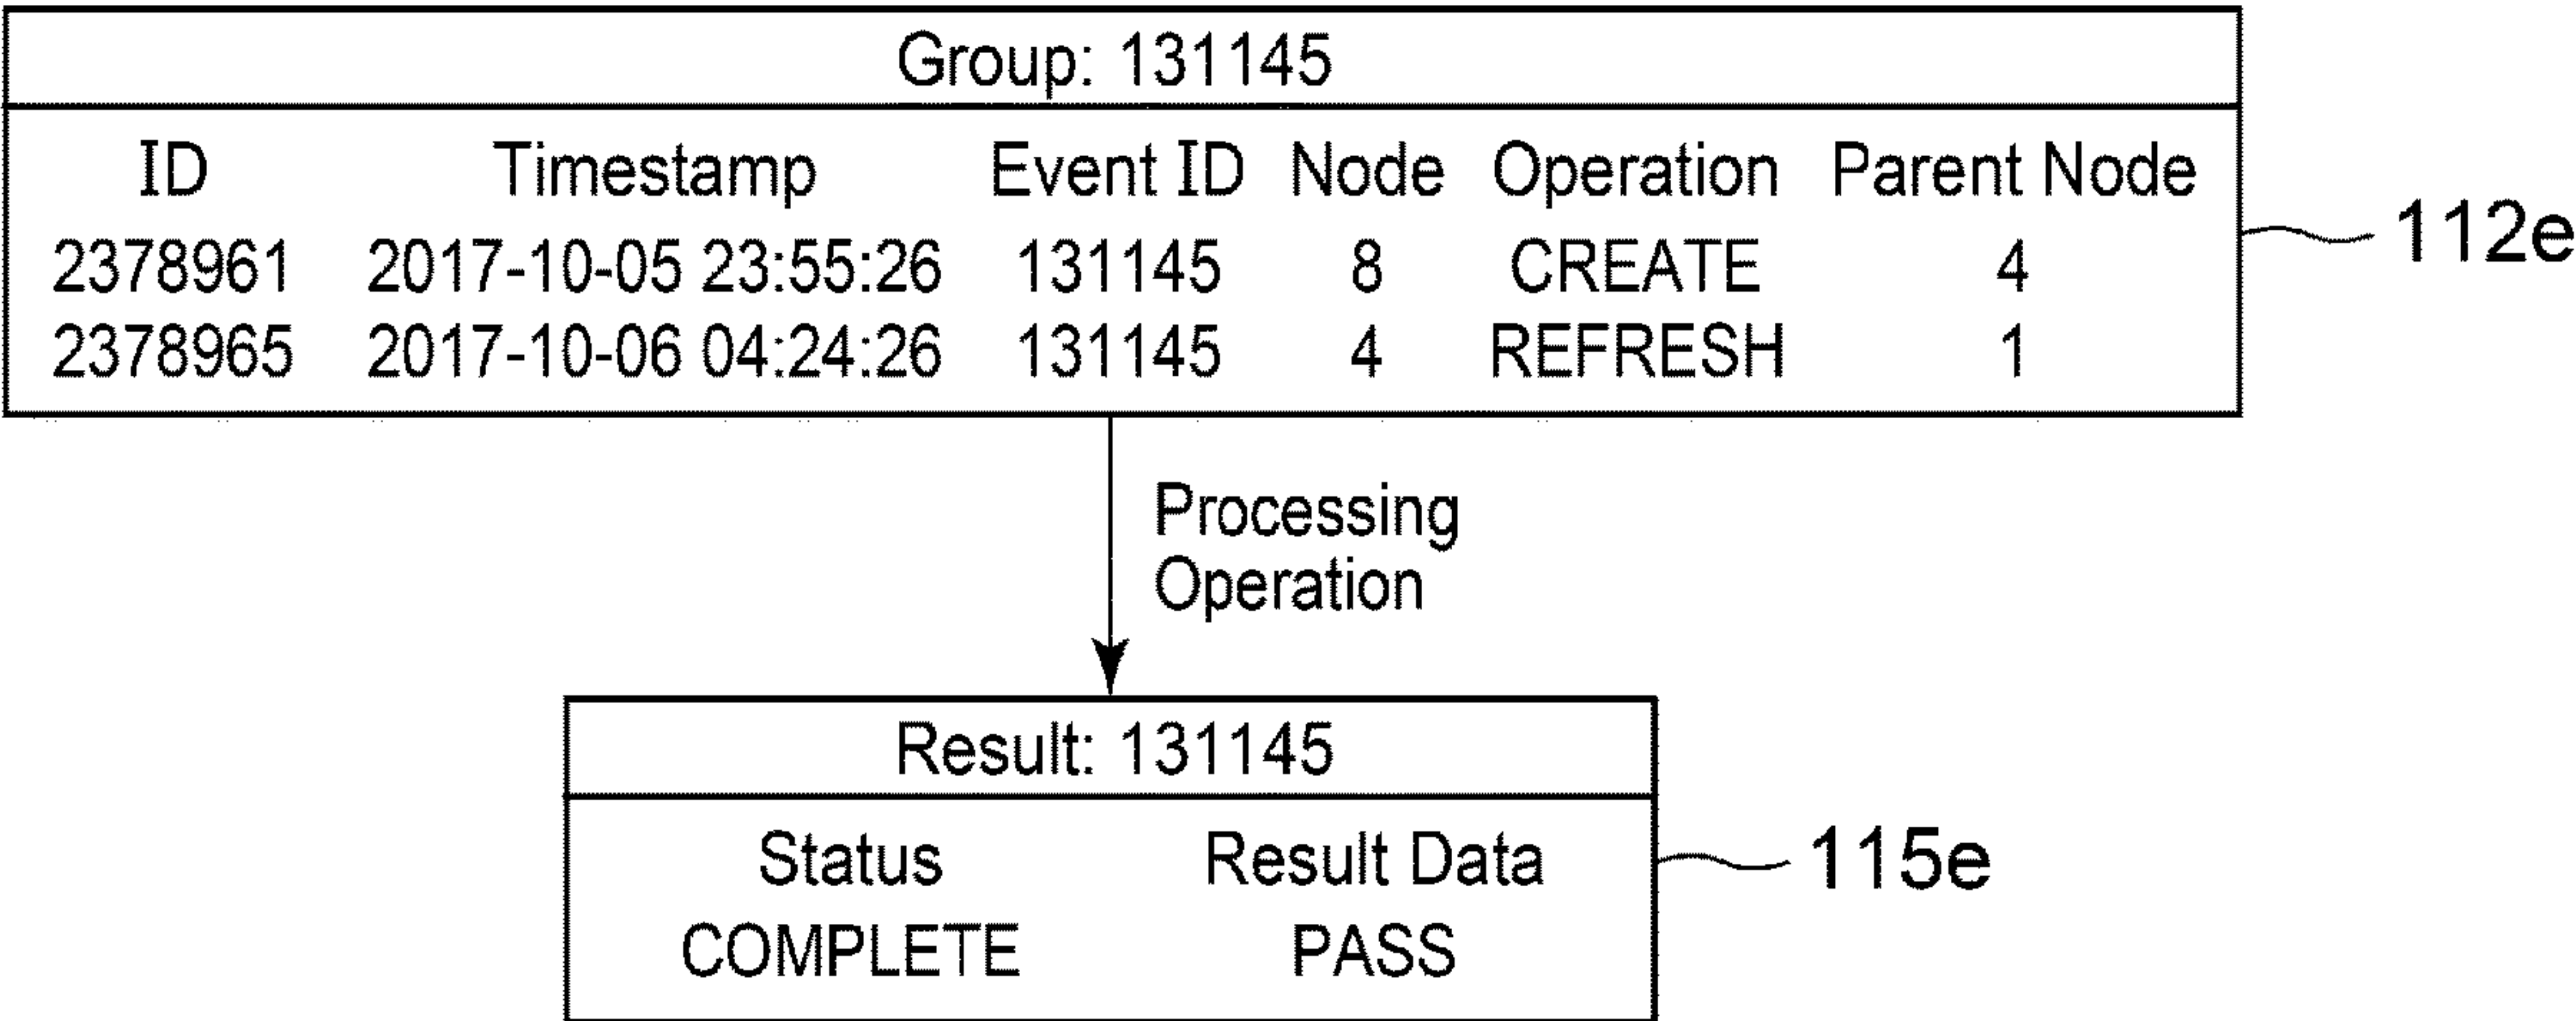 Group: 131145
ID Timestamp Event ID Node Operation Parent Node
2378961 2017-10-05 23:55:26 131145 8 CREATE 4
2378965 2017-10-06 04:24:26 131145 4 REFRESH 1
112e
Processing
Operation
Result: 131145
Status Result Data
COMPLETE PASS
115e